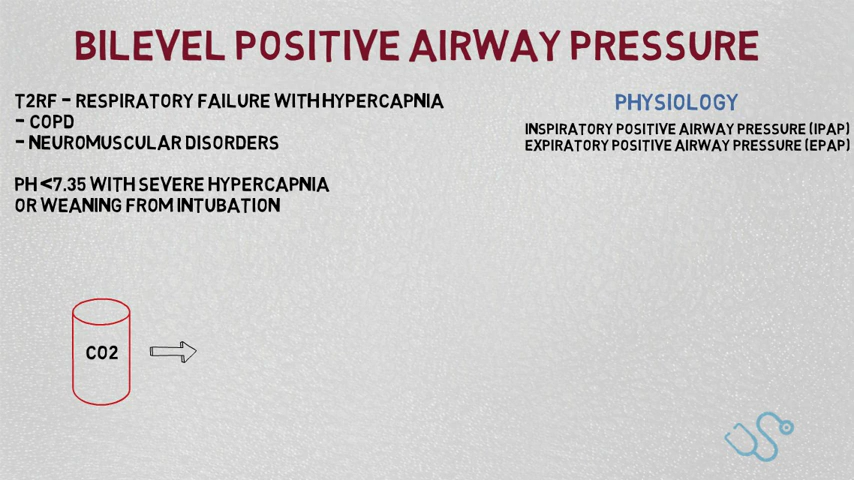 BILEVEL POSITIVE AIRWAY PRESSURE
T2RF - RESPIRATORY FAILURE WITH HYPERCAPNIA
- COPD
- NEUROMUSCULAR DISORDERS
PH <7.35 WITH SEVERE HYPERCAPNIA
OR WEANING FROM INTUBATION
PHYSIOLOGY
INSPIRATORY POSITIVE AIRWAY PRESSURE (IPAP)
EXPIRATORY POSITIVE AIRWAY PRESSURE (EPAP)
CO2